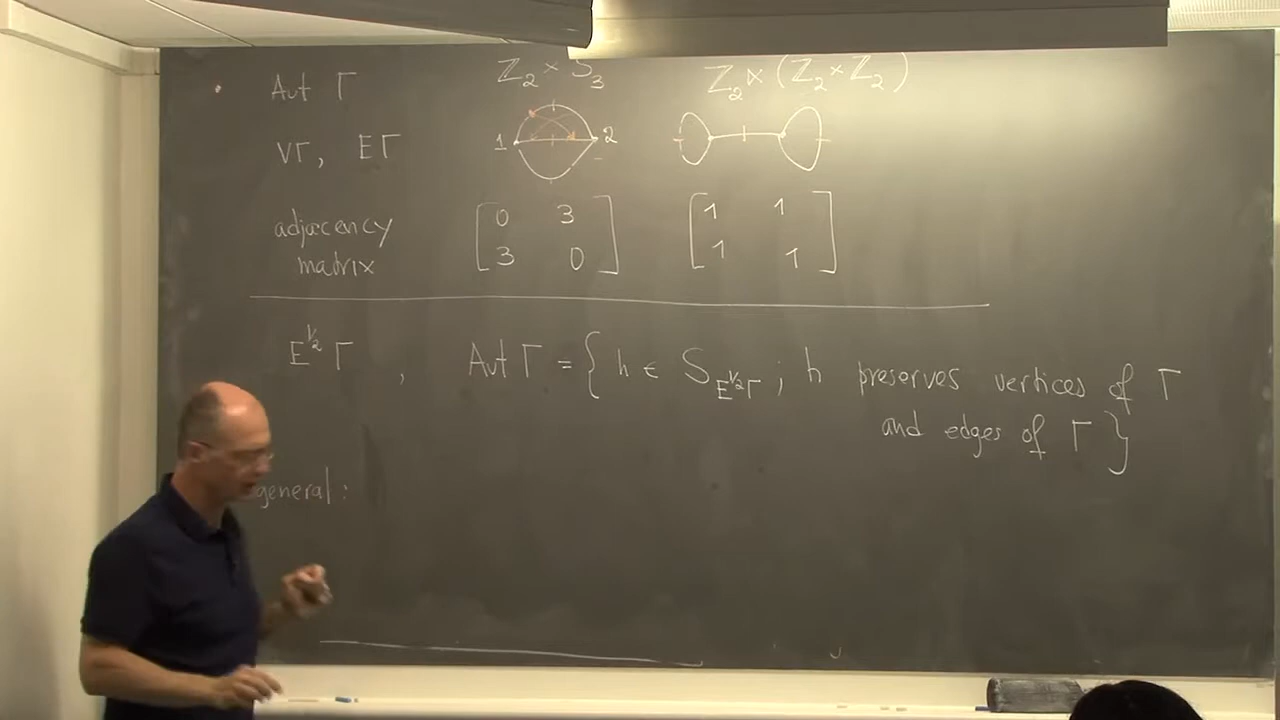 Aut Γ ℤ₂ × S₃ ℤ₂ ⋉ (ℤ₂ × ℤ₂)
VΓ, EΓ 1 2
adjacency matrix [0 3 3 0] [1 1 1 1]
E^½ Γ , Aut Γ = { h ∈ S_{E^½Γ} ; h preserves vertices of Γ
and edges of Γ }
general :